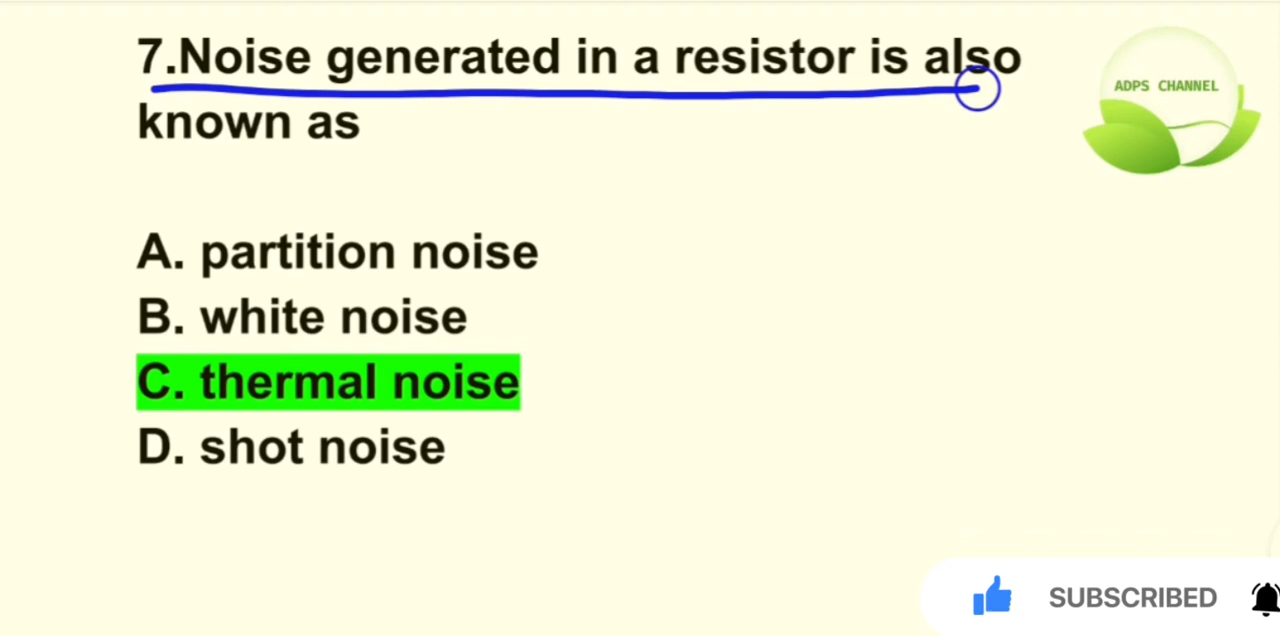 7.Noise generated in a resistor is also
known as
ADPS CHANNEL
A. partition noise
B. white noise
C. thermal noise
D. shot noise
SUBSCRIBED